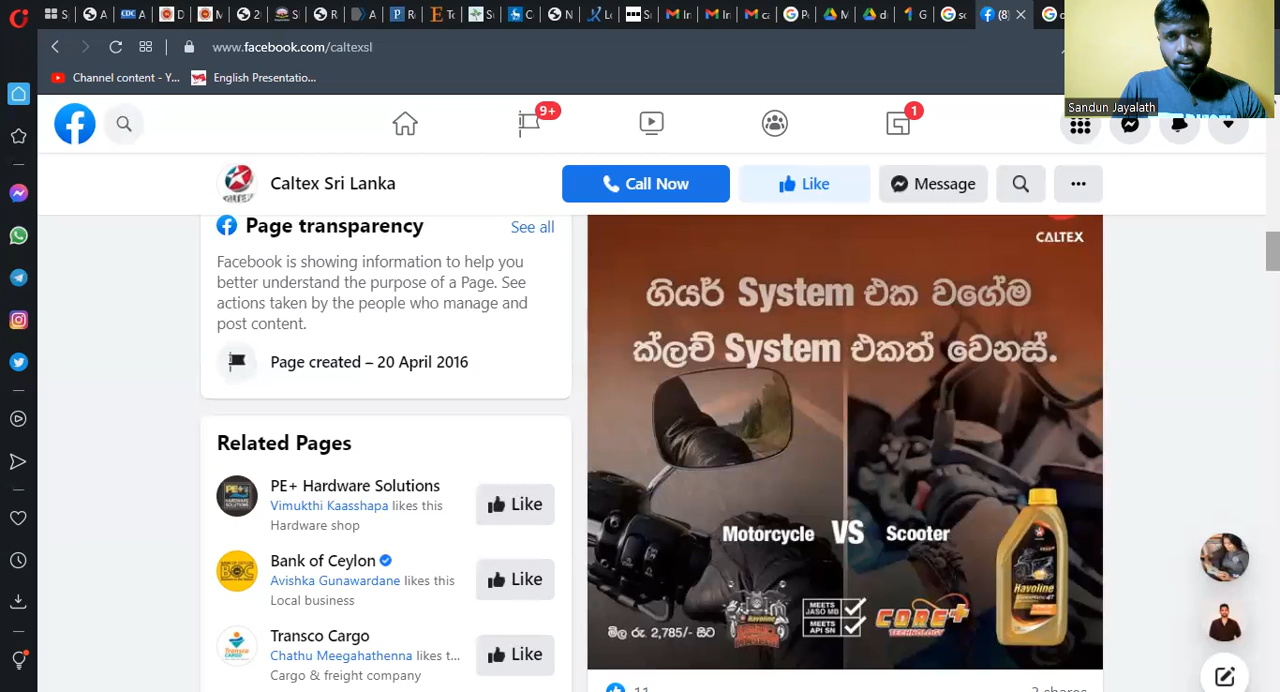 www.facebook.com/caltexsl
Channel content - Y...
English Presentatio...
Sandun Jayalath
9+
1
Caltex Sri Lanka
Call Now
Like
Message
Page transparency
See all
Facebook is showing information to help you
better understand the purpose of a Page. See
actions taken by the people who manage and
post content.
Page created – 20 April 2016
Related Pages
PE+ Hardware Solutions
Vimukthi Kaasshapa likes this
Hardware shop
Like
Bank of Ceylon
Avishka Gunawardane likes this
Local business
Like
Transco Cargo
Chathu Meegahathenna likes t...
Cargo & freight company
Like
CALTEX
ගියර් System එක වගේම
ක්ලච් System එකත් වෙනස්.
Motorcycle VS Scooter
Havoline
මිල රු. 2,785/- සිට
MEETS
JASO MB
MEETS
API SN
CORE+
TECHNOLOGY
11
2 shares